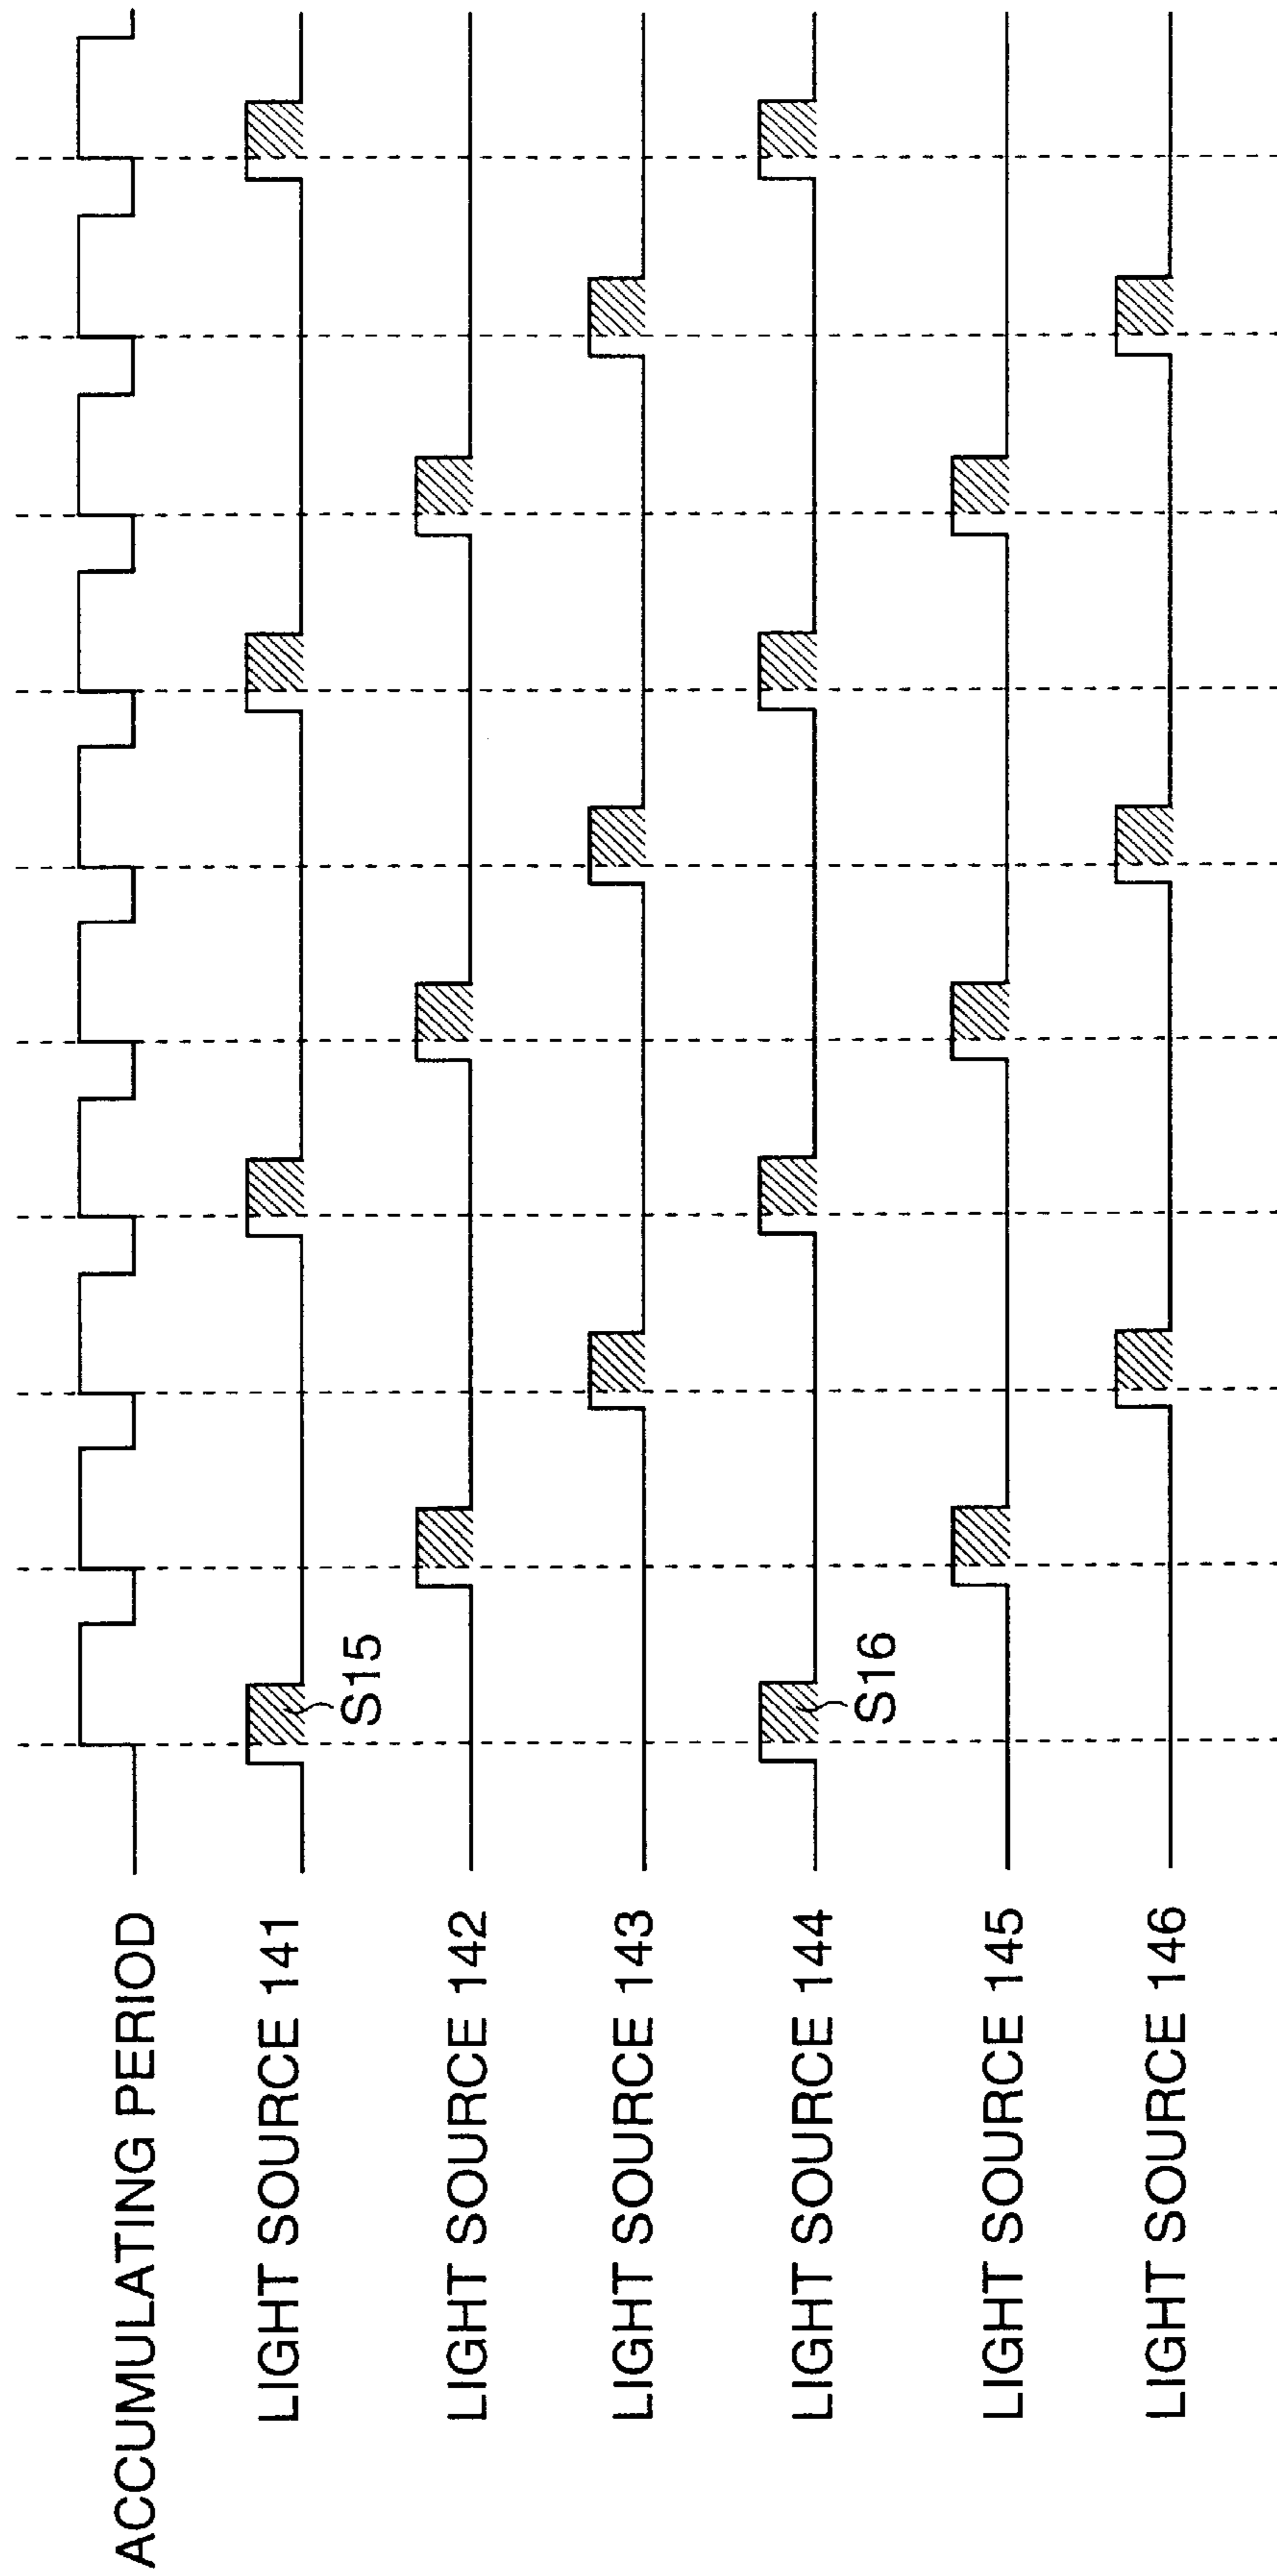 ACCUMULATING PERIOD
LIGHT SOURCE 141
S15
LIGHT SOURCE 142
LIGHT SOURCE 143
LIGHT SOURCE 144
S16
LIGHT SOURCE 145
LIGHT SOURCE 146